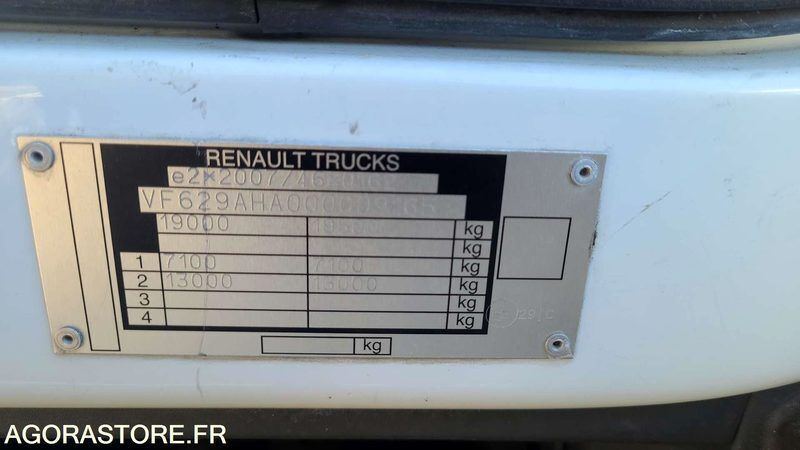 RENAULT TRUCKS
19000 kg
kg
1 7100 7100 kg
2 13000 13000 kg
3 kg
4 kg
kg
AGORASTORE.FR